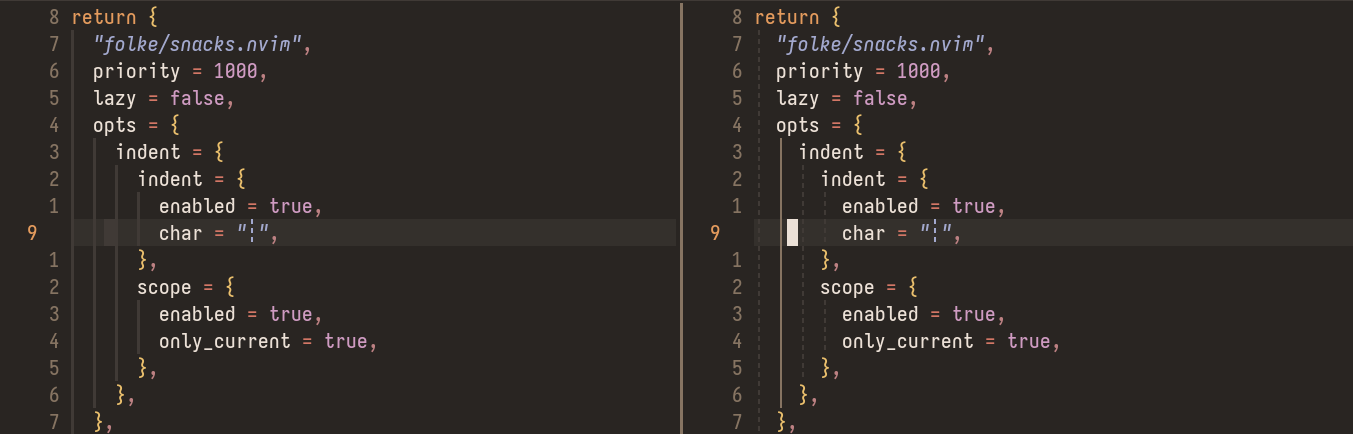 8 return {
7   "folke/snacks.nvim",
6   priority = 1000,
5   lazy = false,
4   opts = {
3     indent = {
2       indent = {
1         enabled = true,
9         char = "┆",
1       },
2       scope = {
3         enabled = true,
4         only_current = true,
5       },
6     },
7   },
8 return {
7   "folke/snacks.nvim",
6   priority = 1000,
5   lazy = false,
4   opts = {
3     indent = {
2       indent = {
1         enabled = true,
9         char = "┆",
1       },
2       scope = {
3         enabled = true,
4         only_current = true,
5       },
6     },
7   },